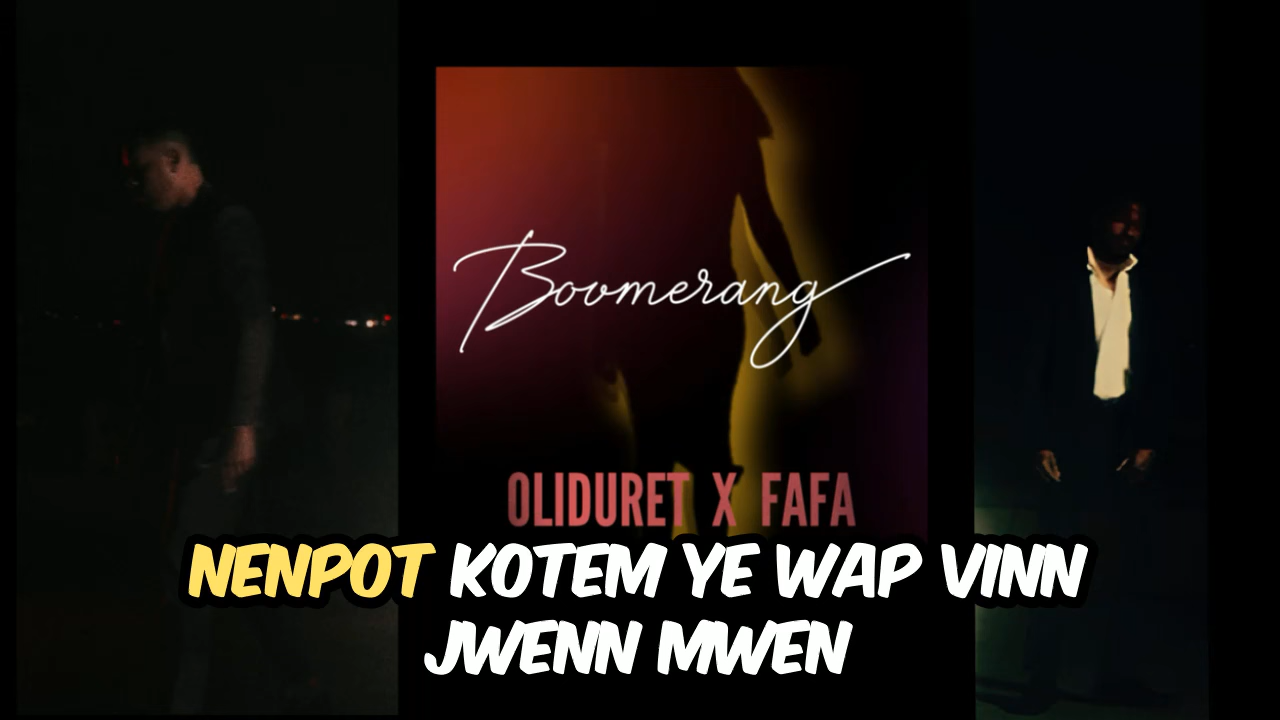 Boomerang
OLIDURET X FAFA
NENPOT KOTEM YE WAP VINN
JWENN MWEN